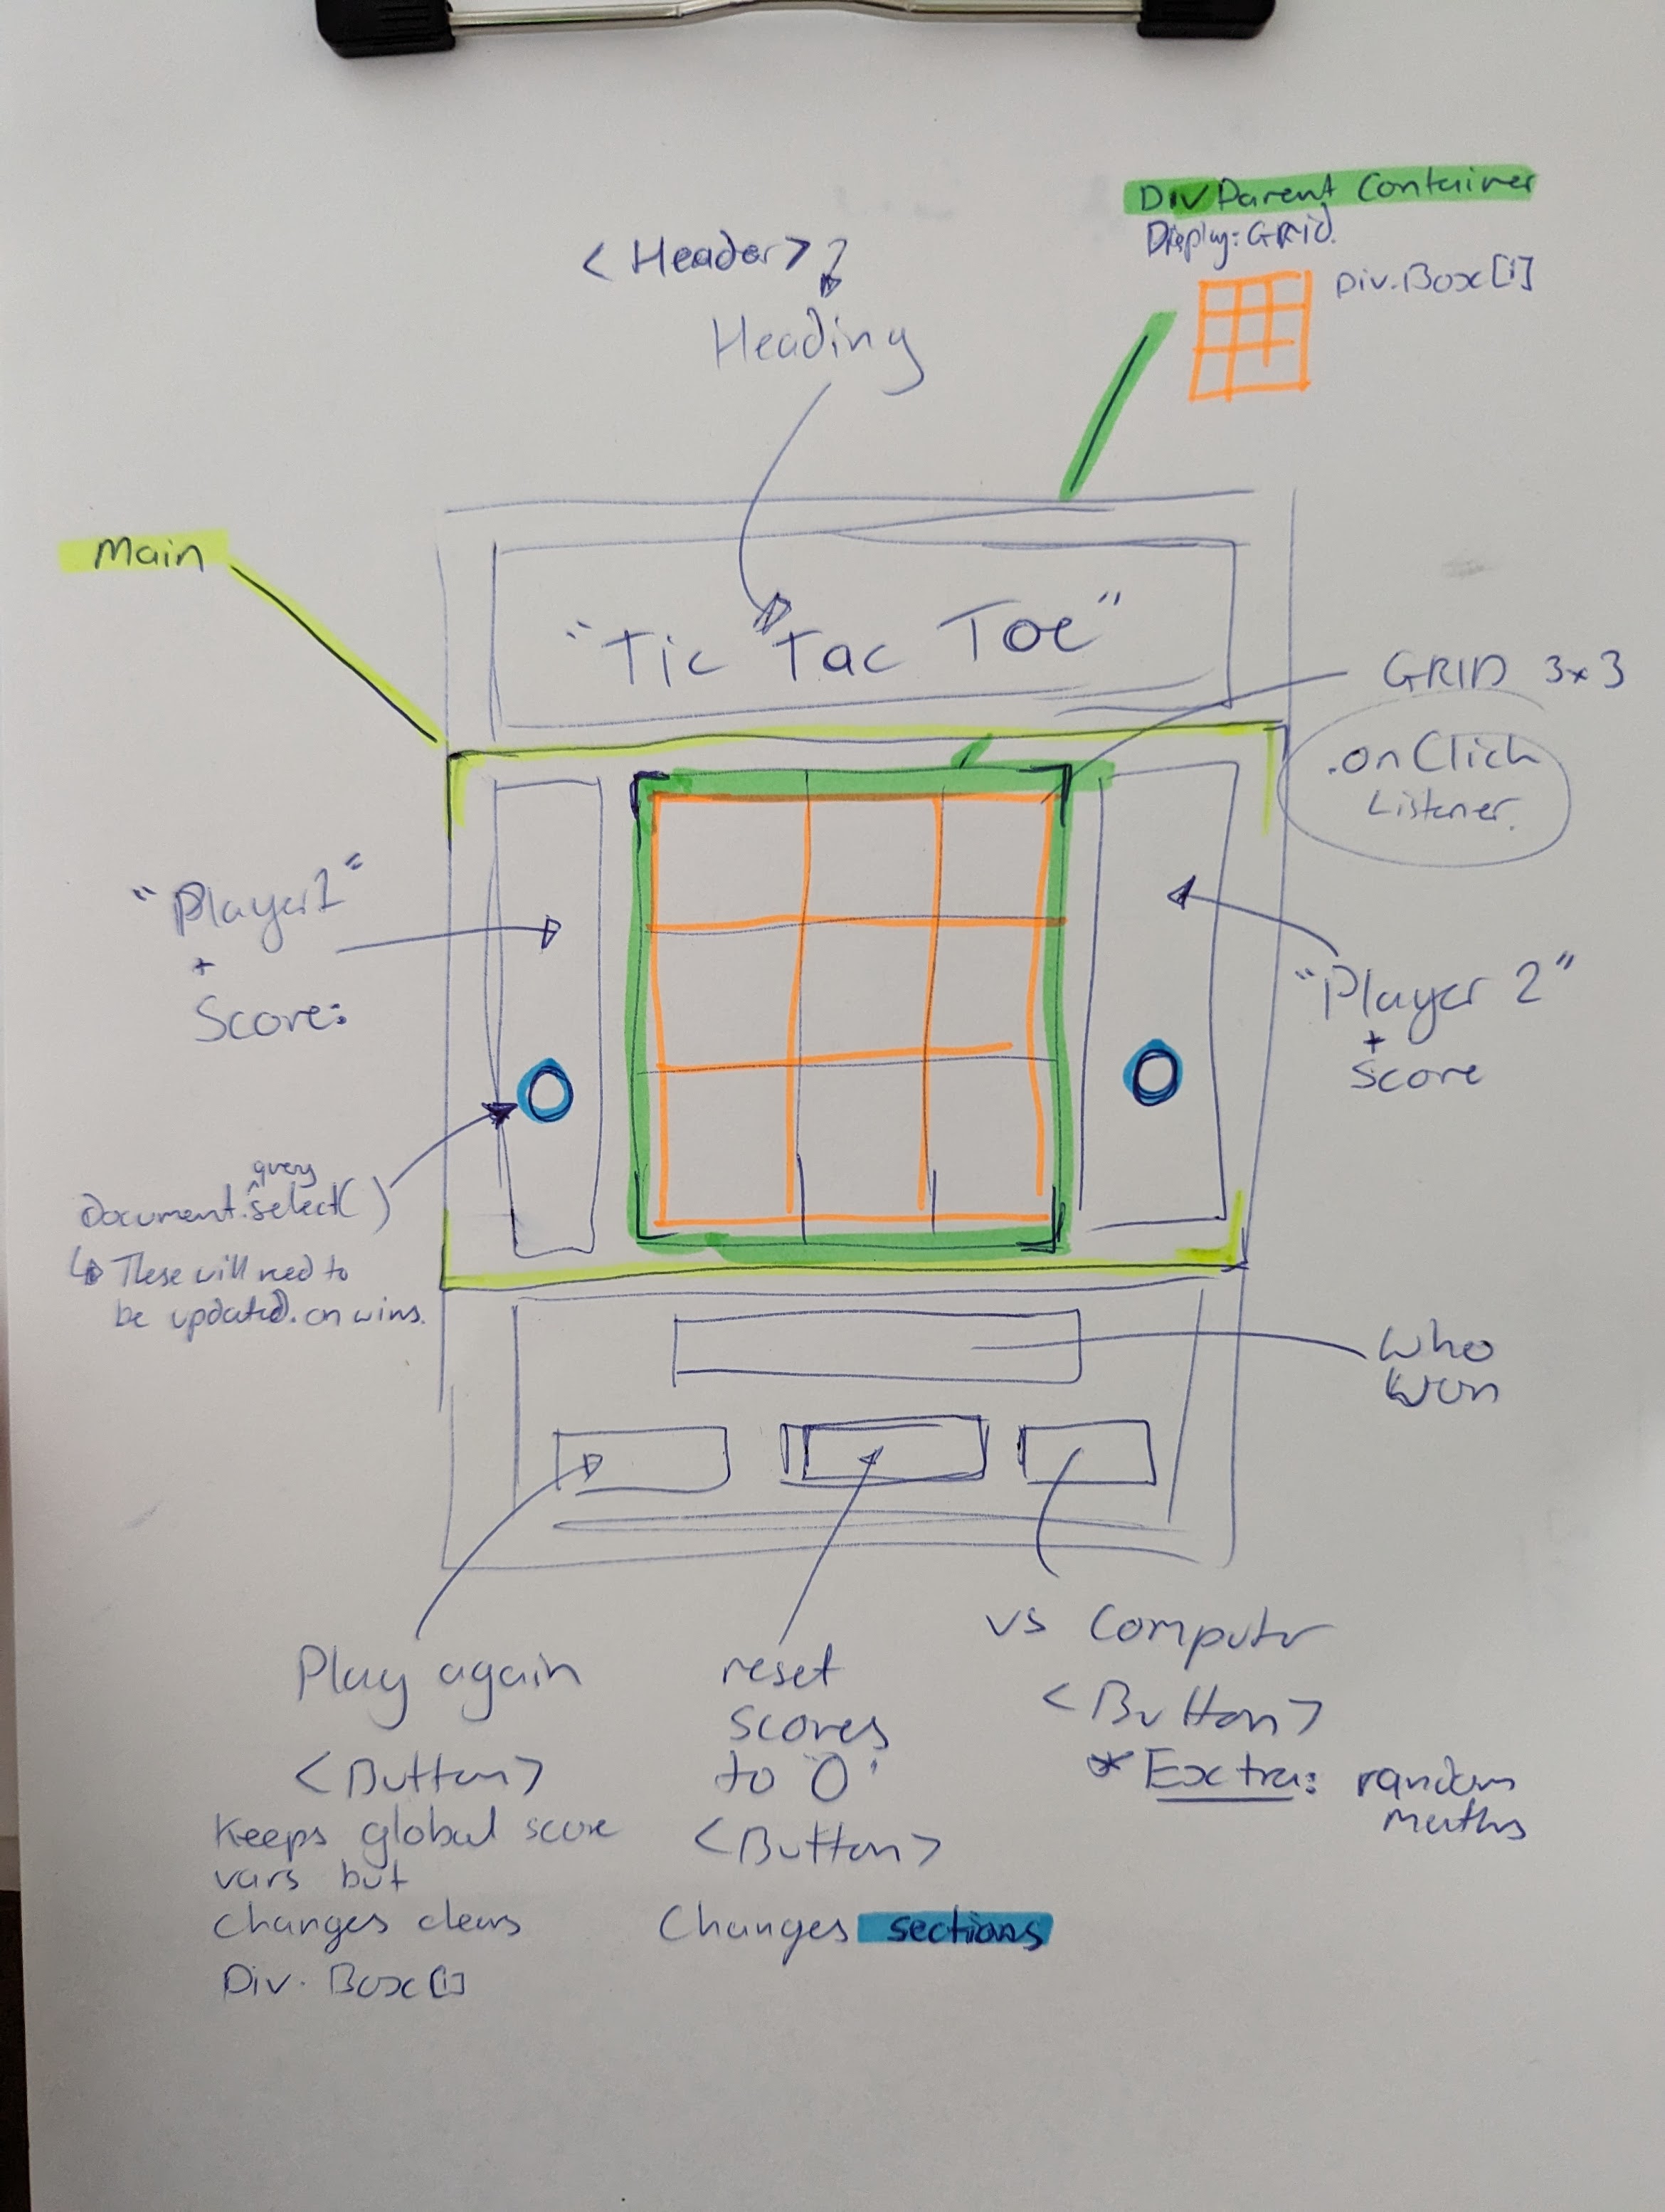 Div Parent Container
Display: GRID.
Div.Box[i]
<Header>
Heading
Main
"Tic Tac Toe"
GRID 3x3
.onClick
Listener.
"Player 1"
+
Score:
"Player 2"
+
Score
query
document.^select( )
↳ These will need to
be updated. on wins.
Who
Won
Play again
<Button>
Keeps global score
vars but
changes clears
Div. Box[i]
reset
scores
to "0"
<Button>
Changes sections
vs Computer
<Button>
* Extra: random
maths